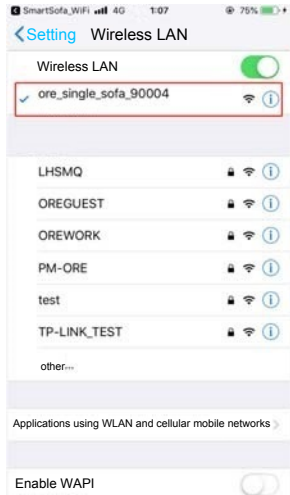 SmartSofa_WiFi 4G 1:07 75%
Setting Wireless LAN
Wireless LAN
ore_single_sofa_90004
LHSMQ
OREGUEST
OREWORK
PM-ORE
test
TP-LINK_TEST
other...
Applications using WLAN and cellular mobile networks
Enable WAPI